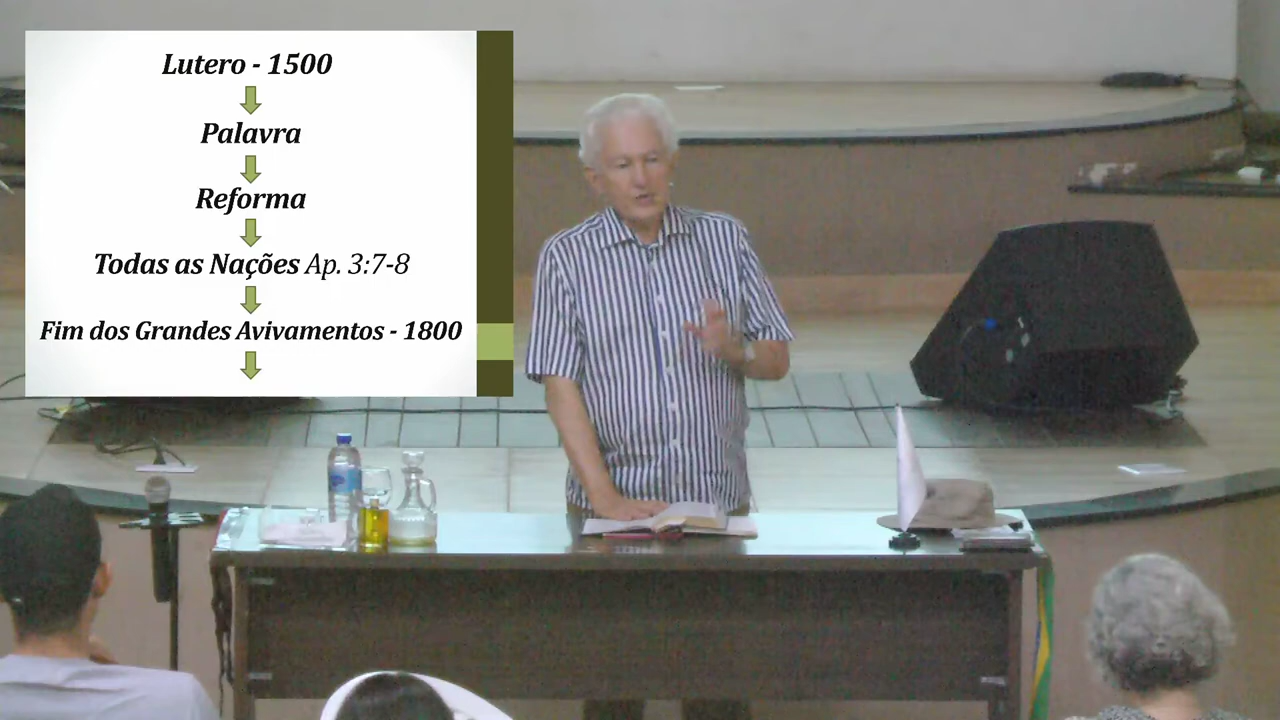 Lutero - 1500
Palavra
Reforma
Todas as Nações Ap. 3:7-8
Fim dos Grandes Avivamentos - 1800